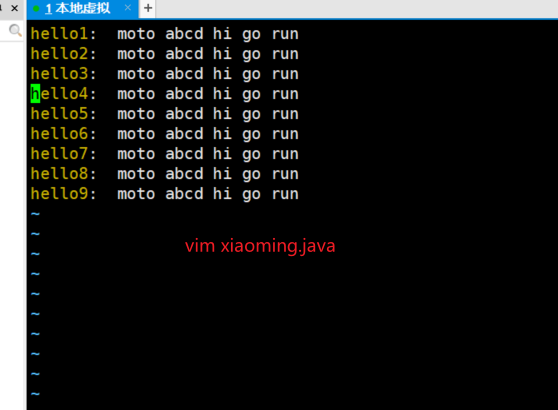 1 本地虚拟
hello1:  moto abcd hi go run
hello2:  moto abcd hi go run
hello3:  moto abcd hi go run
hello4:  moto abcd hi go run
hello5:  moto abcd hi go run
hello6:  moto abcd hi go run
hello7:  moto abcd hi go run
hello8:  moto abcd hi go run
hello9:  moto abcd hi go run
~
~
~
vim xiaoming.java
~
~
~
~
~
~
~